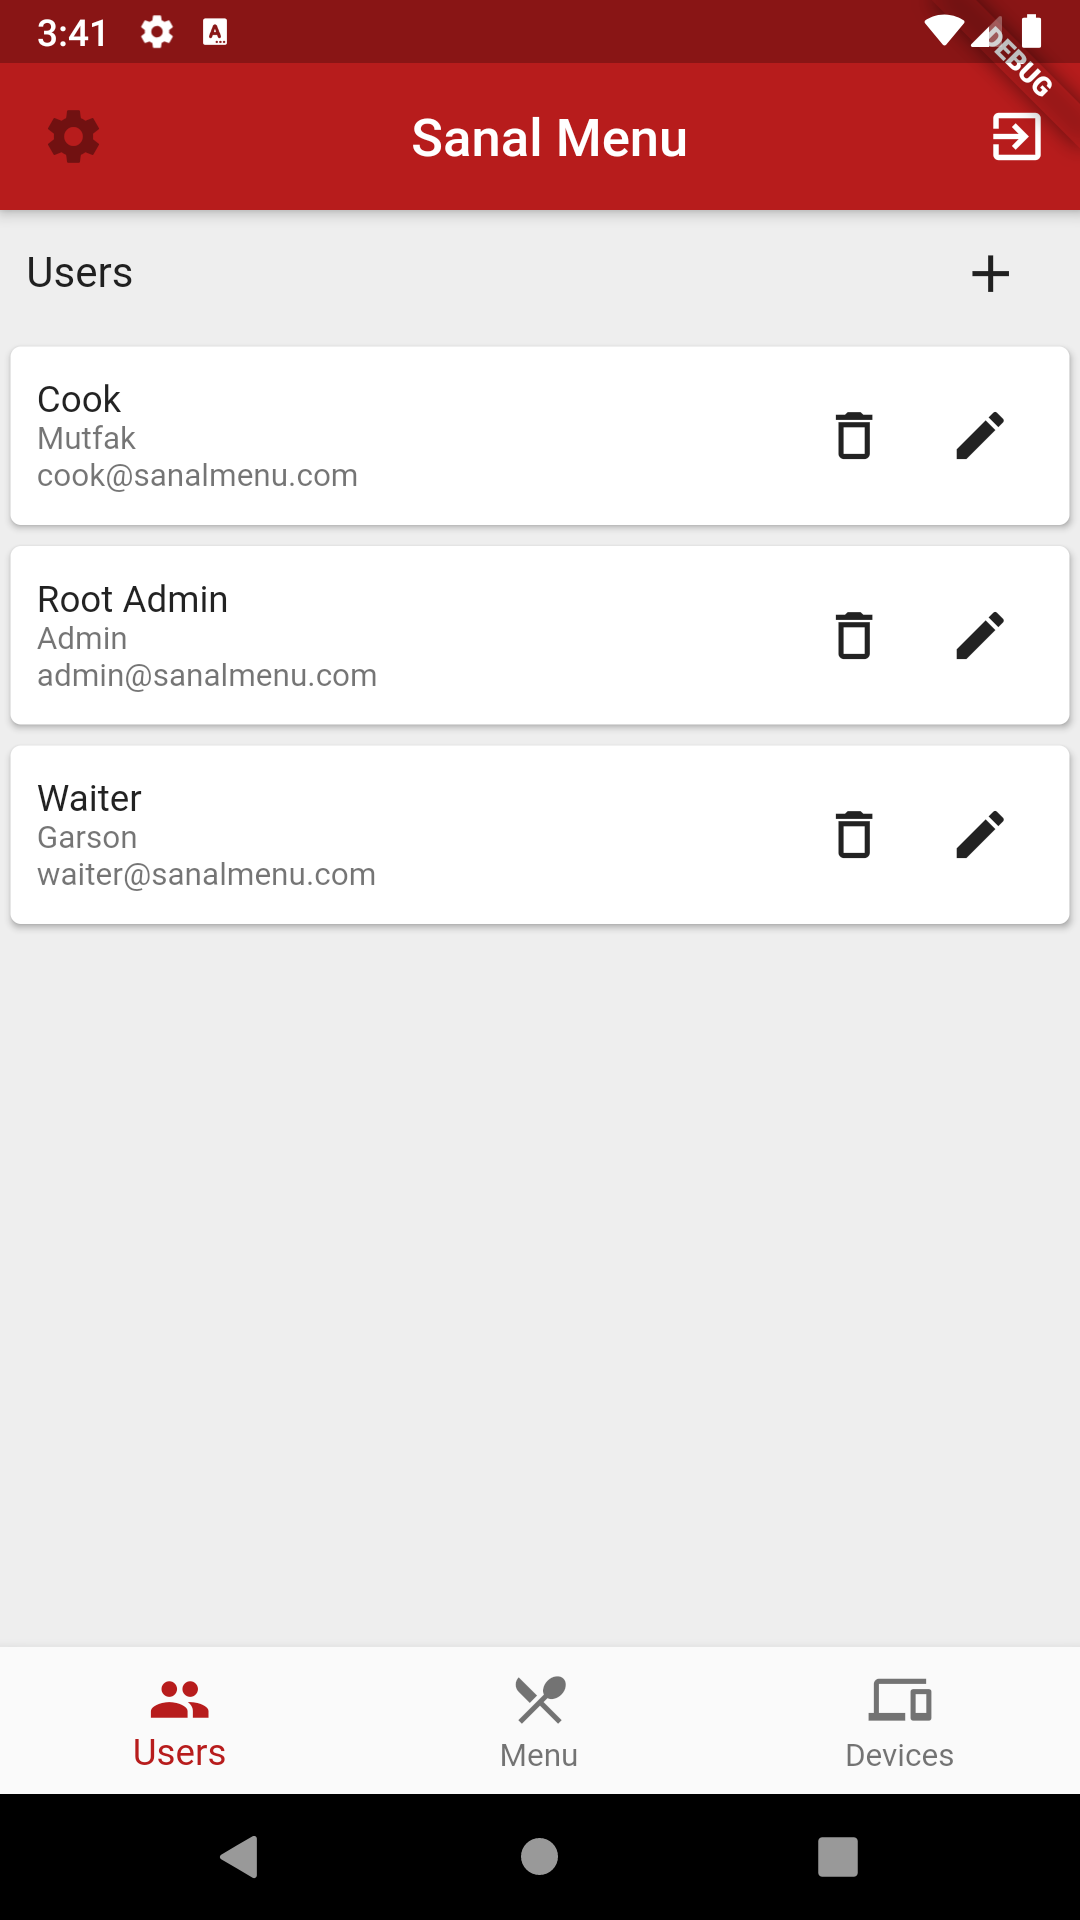 3:41
A
DEBUG
Sanal Menu
Users
Cook
Mutfak
cook@sanalmenu.com
Root Admin
Admin
admin@sanalmenu.com
Waiter
Garson
waiter@sanalmenu.com
Users
Menu
Devices